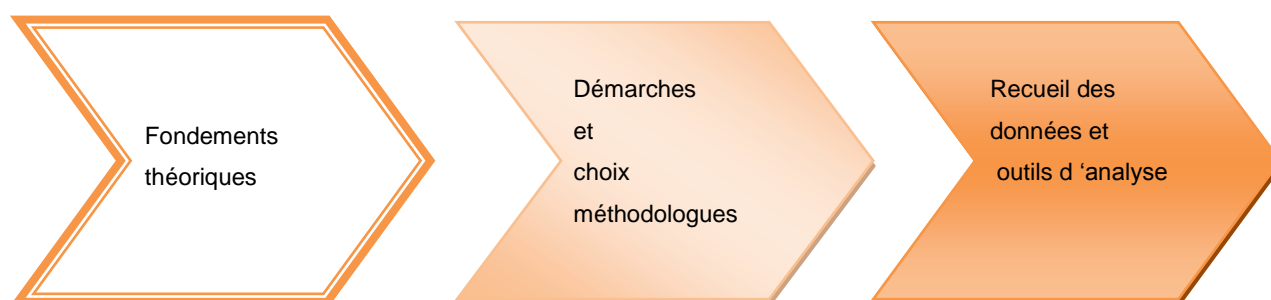 Fondements
théoriques
Démarches
et
choix
méthodologues
Recueil des
données et
outils d ‘analyse